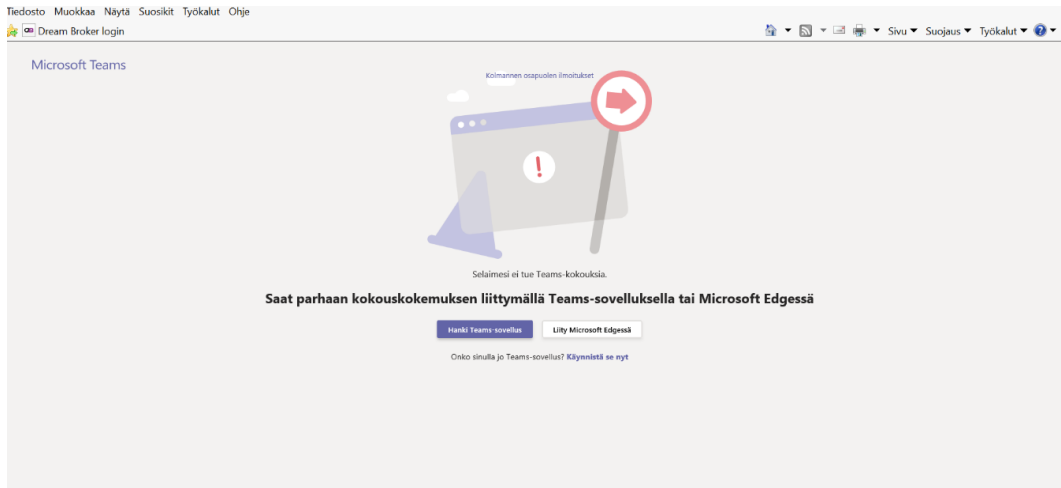 Tiedosto Muokkaa Näytä Suosikit Työkalut Ohje
Dream Broker login
Sivu Suojaus Työkalut
Microsoft Teams
Kolmannen osapuolen ilmoitukset
Selaimesi ei tue Teams-kokouksia.
Saat parhaan kokouskokemuksen liittymällä Teams-sovelluksella tai Microsoft Edgessä
Hanki Teams-sovellus Liity Microsoft Edgessä
Onko sinulla jo Teams-sovellus? Käynnistä se nyt